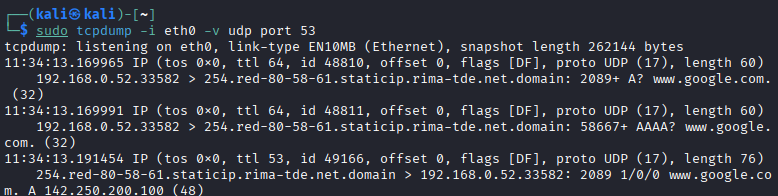 ┌──(kali㉿kali)-[~]
└─$ sudo tcpdump -i eth0 -v udp port 53
tcpdump: listening on eth0, link-type EN10MB (Ethernet), snapshot length 262144 bytes
11:34:13.169965 IP (tos 0×0, ttl 64, id 48810, offset 0, flags [DF], proto UDP (17), length 60)
    192.168.0.52.33582 > 254.red-80-58-61.staticip.rima-tde.net.domain: 2089+ A? www.google.com.
 (32)
11:34:13.169991 IP (tos 0×0, ttl 64, id 48811, offset 0, flags [DF], proto UDP (17), length 60)
    192.168.0.52.33582 > 254.red-80-58-61.staticip.rima-tde.net.domain: 58667+ AAAA? www.google.
com. (32)
11:34:13.191454 IP (tos 0×0, ttl 53, id 49166, offset 0, flags [DF], proto UDP (17), length 76)
    254.red-80-58-61.staticip.rima-tde.net.domain > 192.168.0.52.33582: 2089 1/0/0 www.google.co
m. A 142.250.200.100 (48)